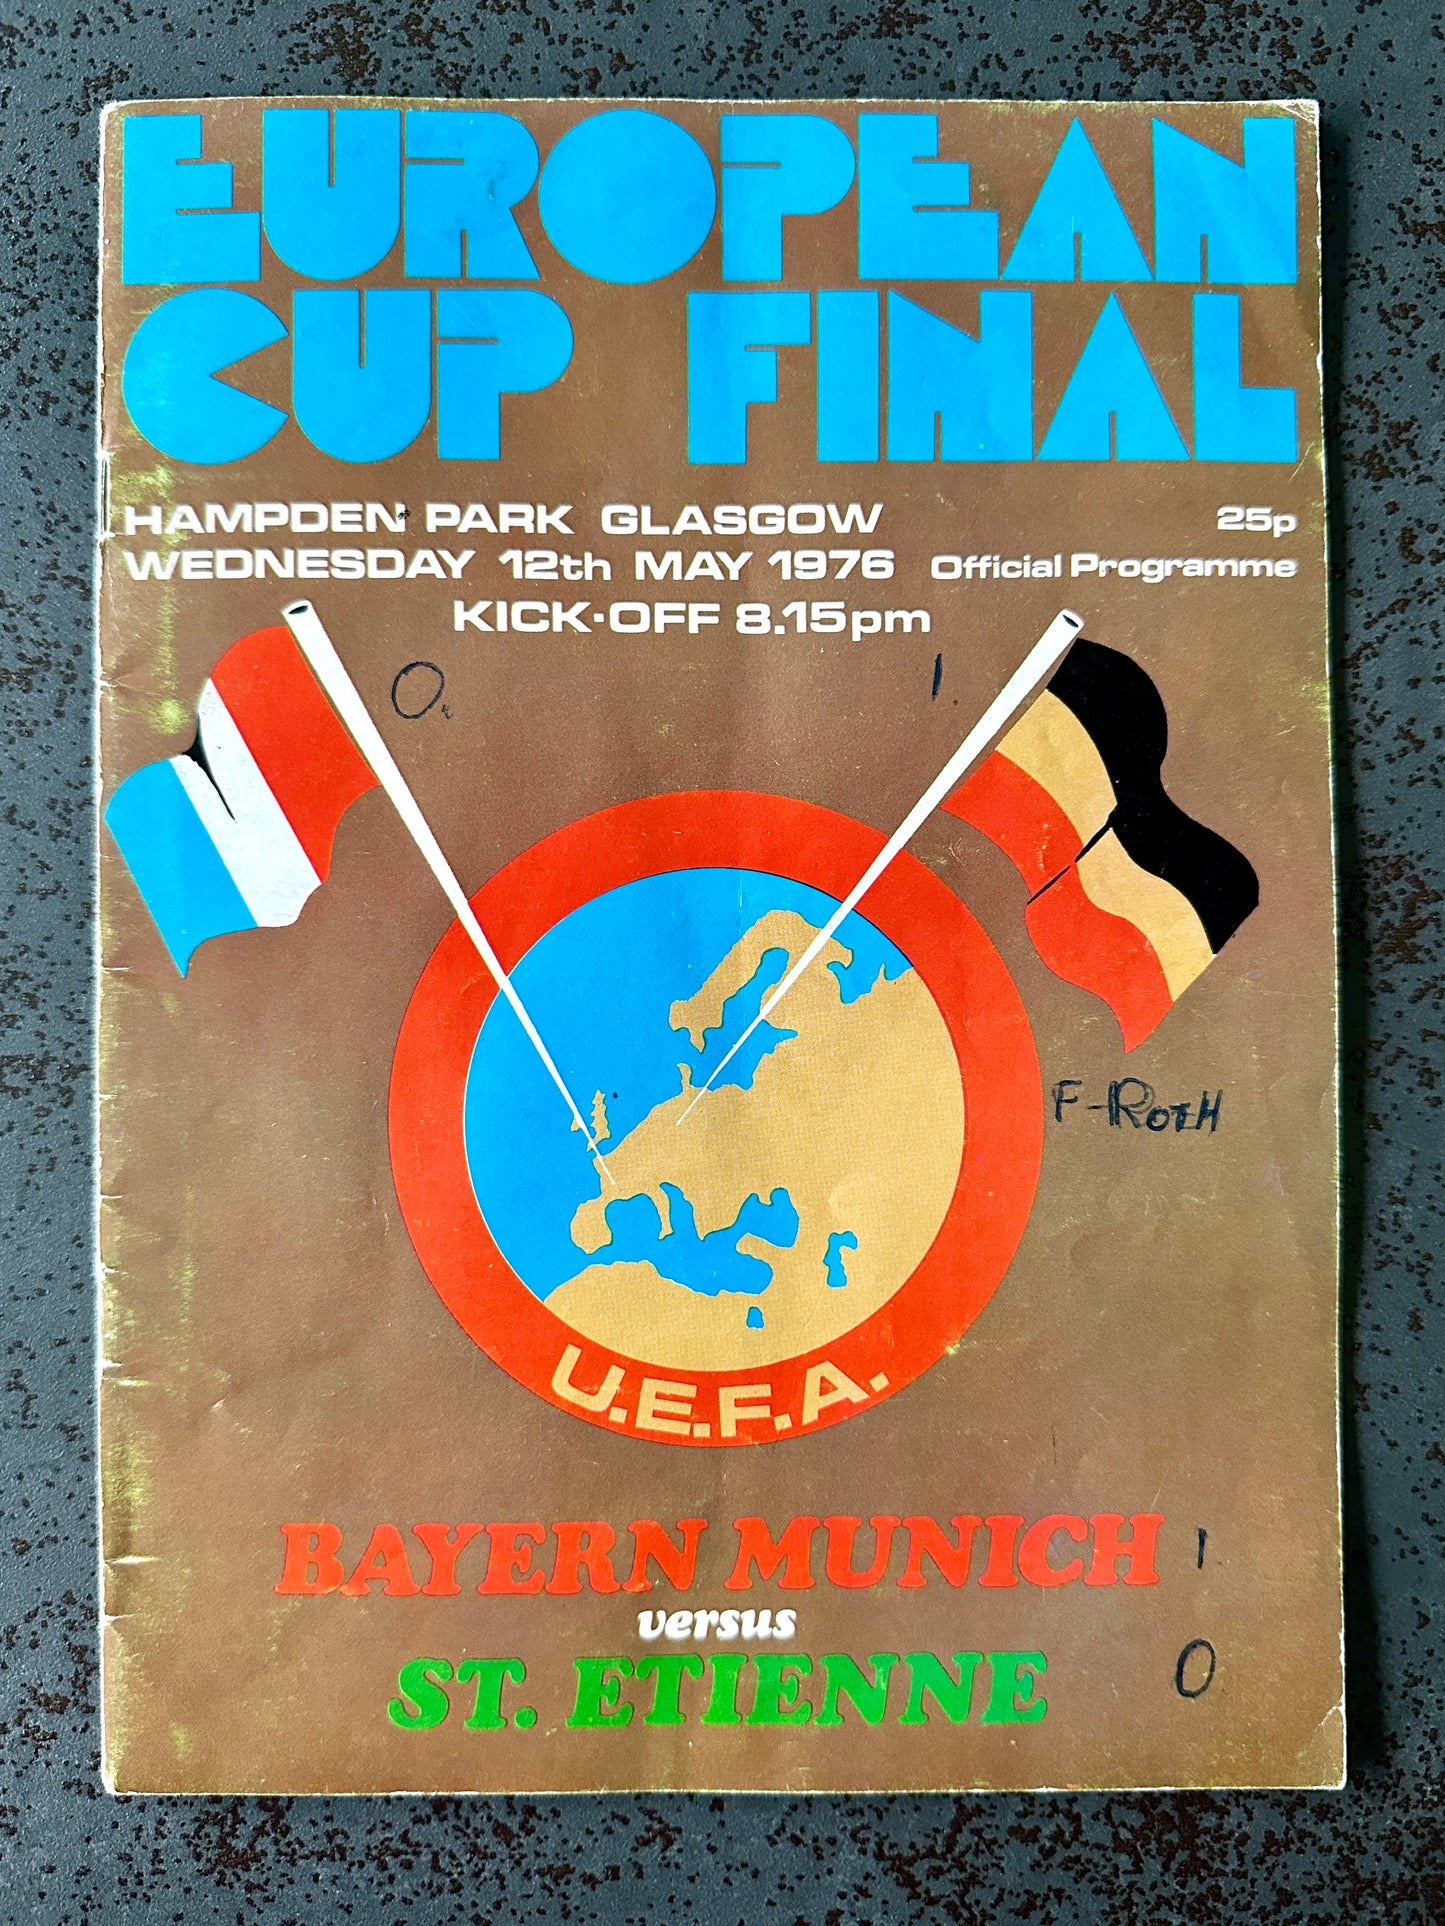 EUROPEAN
CUP FINAL
HAMPDEN PARK GLASGOW 25p
WEDNESDAY 12th MAY 1976 Official Programme
KICK-OFF 8.15pm
0. 1.
F-ROTH
U.E.F.A.
BAYERN MUNICH 1
versus
ST. ETIENNE 0